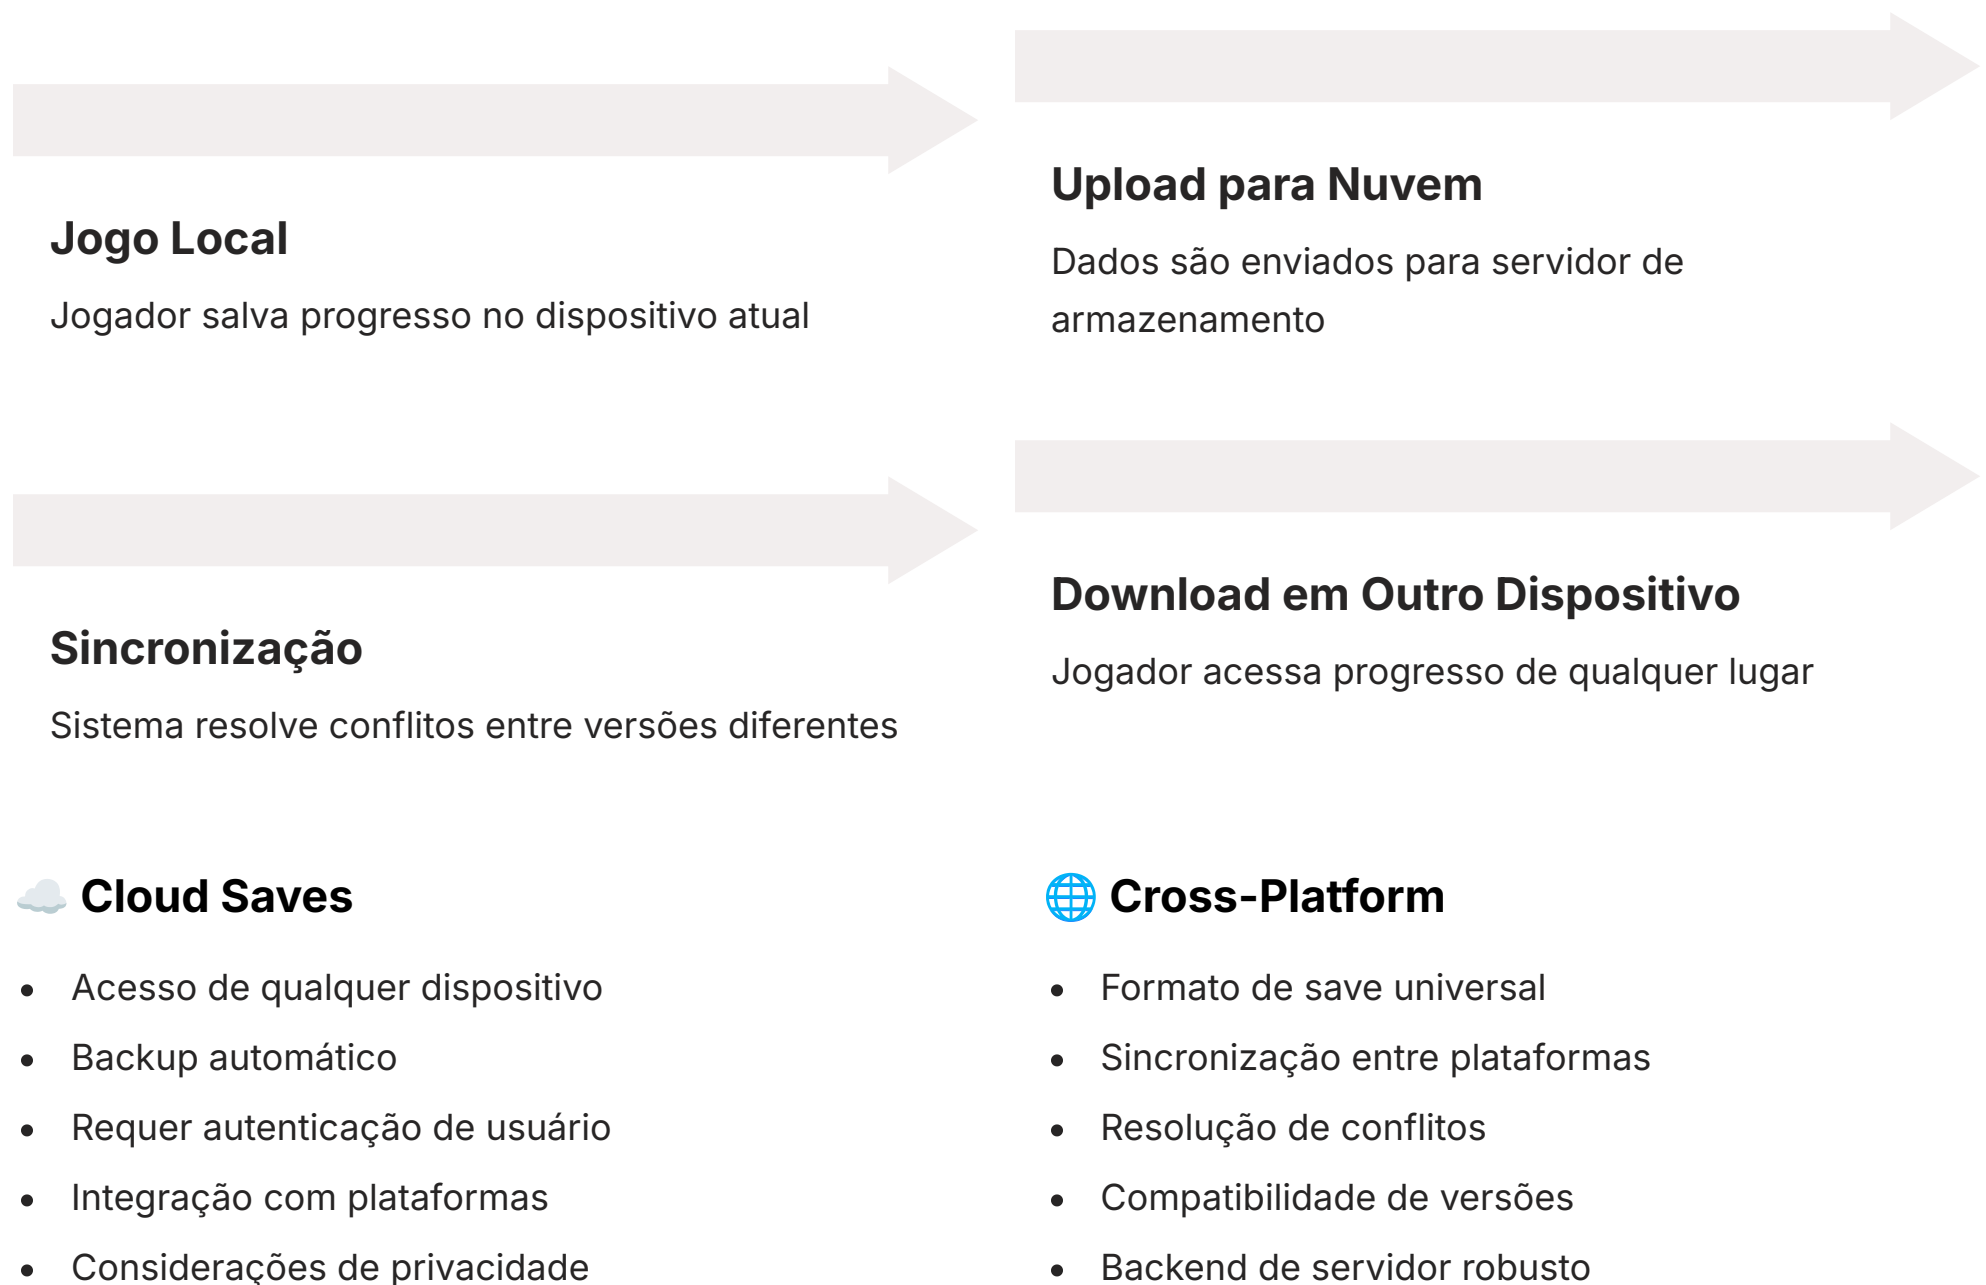 Jogo Local
Jogador salva progresso no dispositivo atual
Upload para Nuvem
Dados são enviados para servidor de
armazenamento
Sincronização
Sistema resolve conflitos entre versões diferentes
Download em Outro Dispositivo
Jogador acessa progresso de qualquer lugar
☁️ Cloud Saves
• Acesso de qualquer dispositivo
• Backup automático
• Requer autenticação de usuário
• Integração com plataformas
• Considerações de privacidade
🌐 Cross-Platform
• Formato de save universal
• Sincronização entre plataformas
• Resolução de conflitos
• Compatibilidade de versões
• Backend de servidor robusto